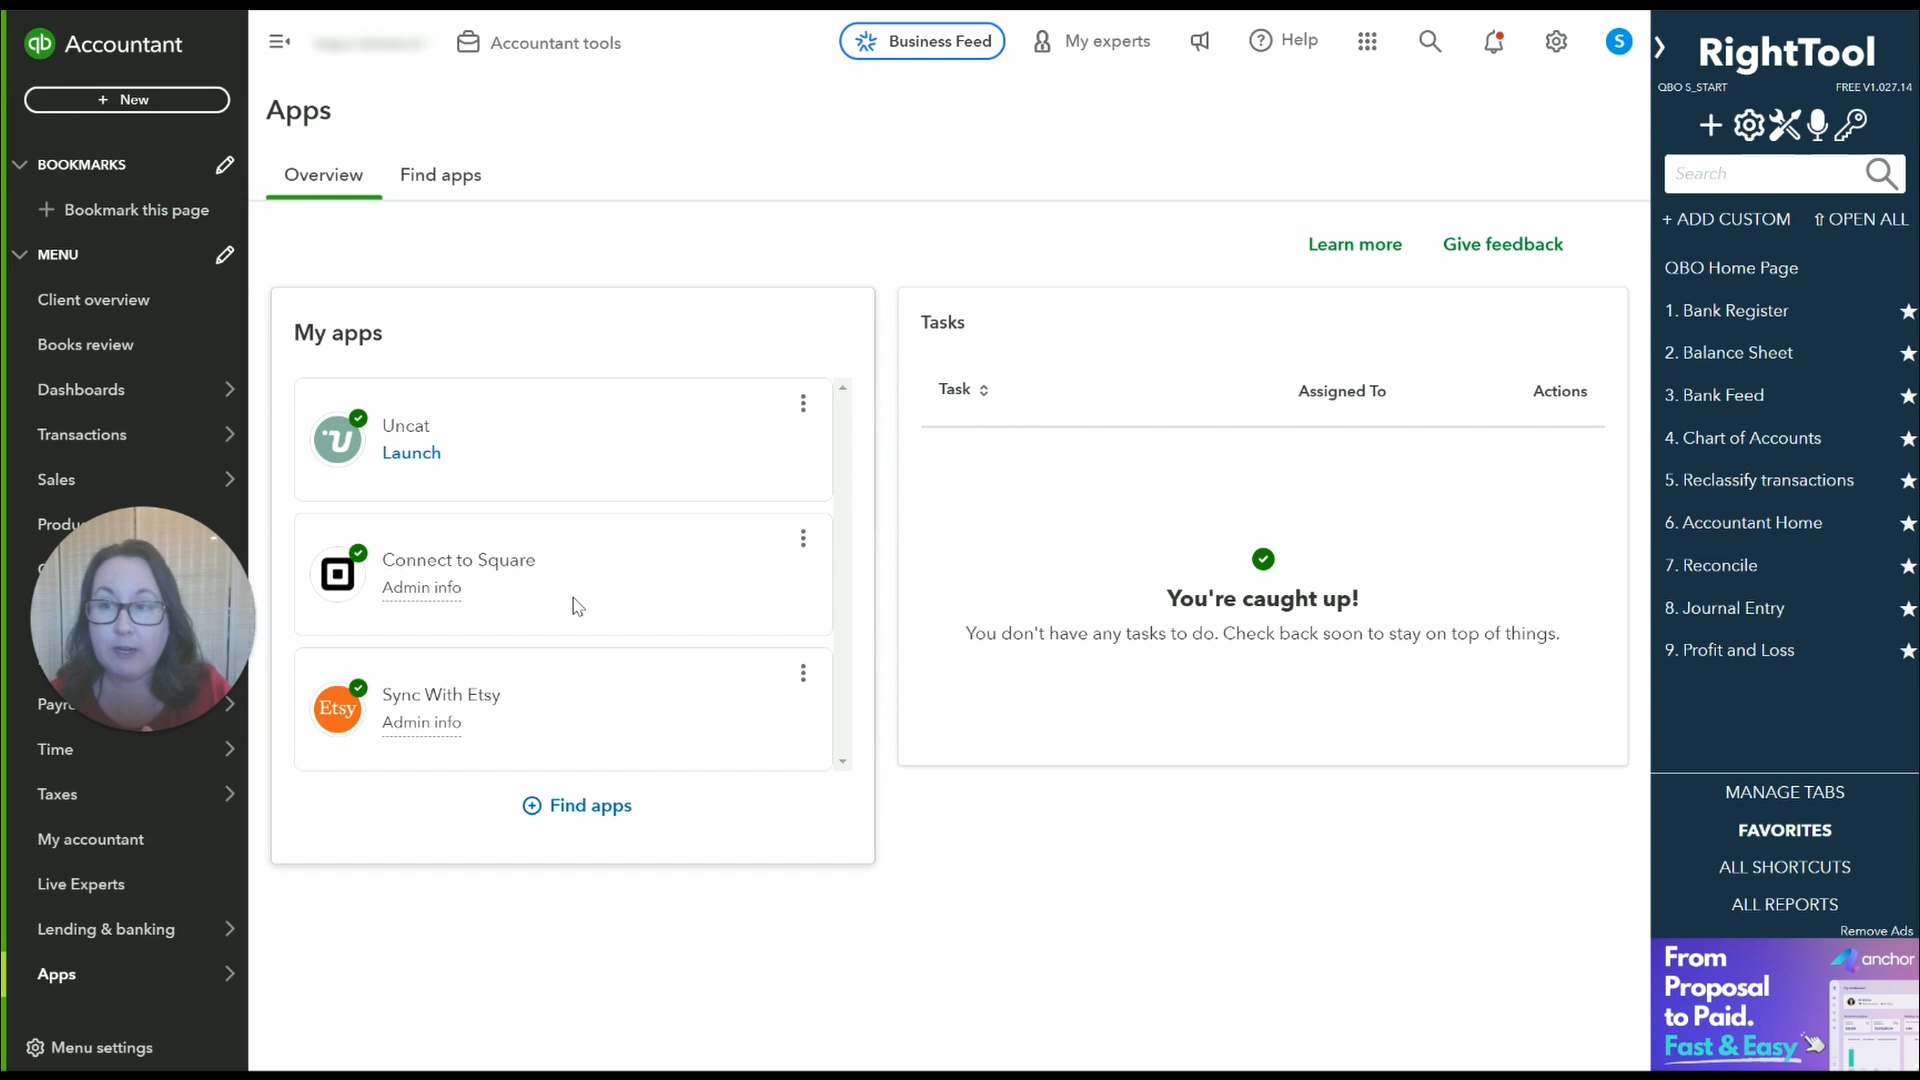 qb Accountant
+ New
BOOKMARKS
Bookmark this page
MENU
Client overview
Books review
Dashboards
Transactions
Sales
Time
Taxes
My accountant
Live Experts
Lending & banking
Apps
Menu settings
Accountant tools
Business Feed
My experts
Help
S
Apps
Overview
Find apps
Learn more
Give feedback
My apps
Uncat
Launch
Connect to Square
Admin info
Etsy
Sync With Etsy
Admin info
Find apps
Tasks
Task
Assigned To
Actions
You're caught up!
You don't have any tasks to do. Check back soon to stay on top of things.
RightTool
QBO S_START
FREE V1.027.14
Search
+ ADD CUSTOM
OPEN ALL
QBO Home Page
1. Bank Register
2. Balance Sheet
3. Bank Feed
4. Chart of Accounts
5. Reclassify transactions
6. Accountant Home
7. Reconcile
8. Journal Entry
9. Profit and Loss
MANAGE TABS
FAVORITES
ALL SHORTCUTS
ALL REPORTS
Remove Ads
From
Proposal
to Paid.
Fast & Easy
anchor